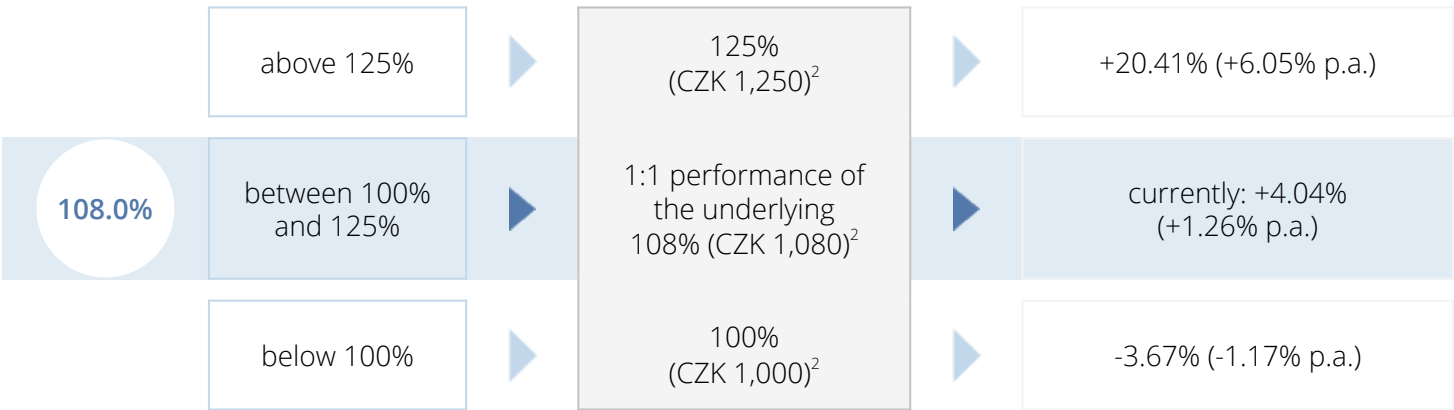 above 125%
125%
(CZK 1,250)²
+20.41% (+6.05% p.a.)
108.0%
between 100%
and 125%
1:1 performance of
the underlying
108% (CZK 1,080)²
currently: +4.04%
(+1.26% p.a.)
below 100%
100%
(CZK 1,000)²
-3.67% (-1.17% p.a.)